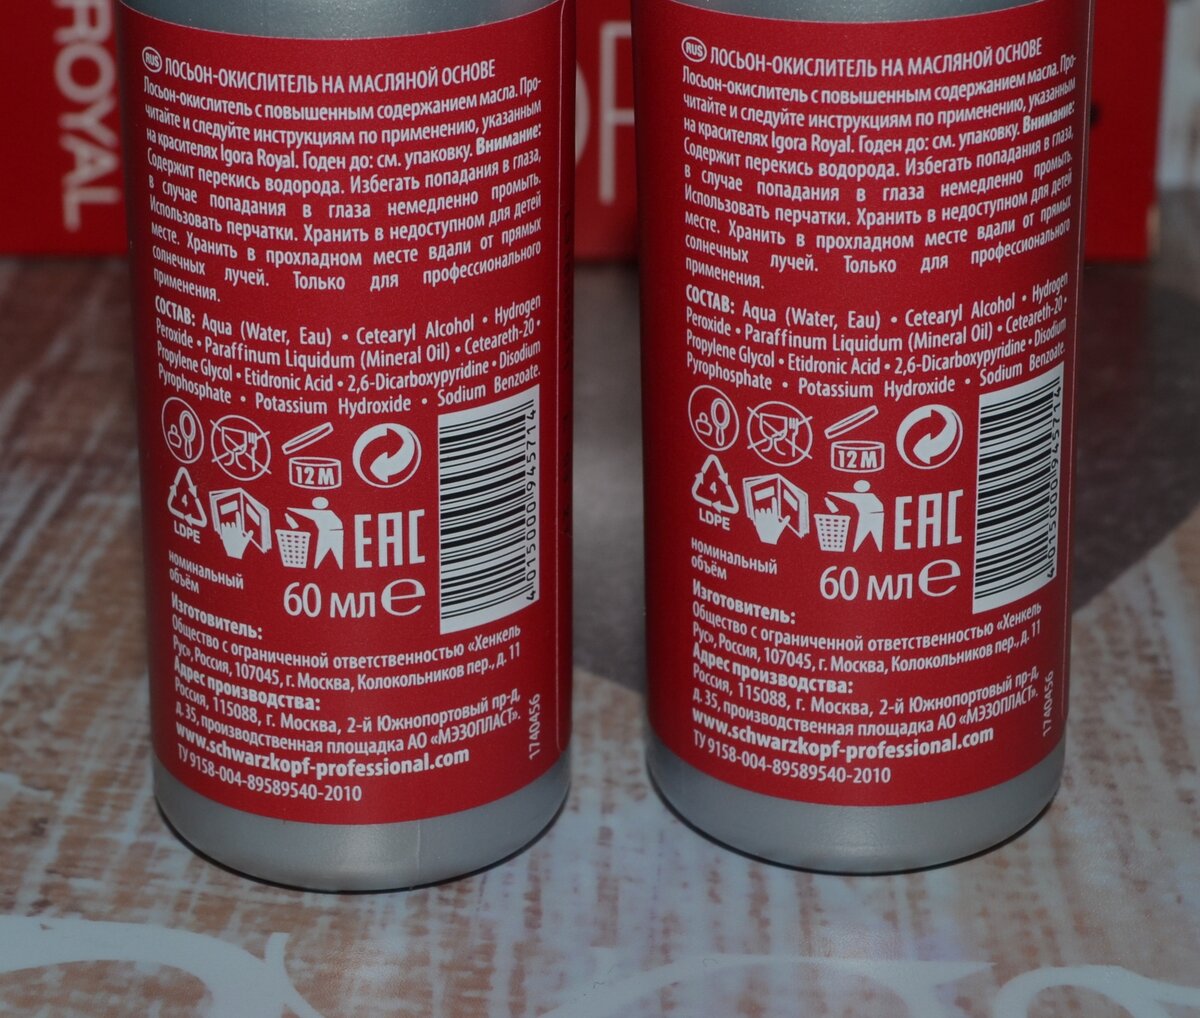 ROYAL
RUS ЛОСЬОН-ОКИСЛИТЕЛЬ НА МАСЛЯНОЙ ОСНОВЕ
Лосьон-окислитель с повышенным содержанием масла. Про-
читайте и следуйте инструкциям по применению, указанным
на красителях Igora Royal. Годен до: см. упаковку. Внимание:
Содержит перекись водорода. Избегать попадания в глаза,
в случае попадания в глаза немедленно промыть.
Использовать перчатки. Хранить в недоступном для детей
месте. Хранить в прохладном месте вдали от прямых
солнечных лучей. Только для профессионального
применения.
СОСТАВ: Aqua (Water, Eau) • Cetearyl Alcohol • Hydrogen
Peroxide • Paraffinum Liquidum (Mineral Oil) • Ceteareth-20 •
Propylene Glycol • Etidronic Acid • 2,6-Dicarboxypyridine • Disodium
Pyrophosphate • Potassium Hydroxide • Sodium Benzoate.
12 M
LDPE
EAC
номинальный
объём
60 мл e
4015000945714
Изготовитель:
Общество с ограниченной ответственностью «Хенкель
Рус», Россия, 107045, г. Москва, Колокольников пер., д. 11
Адрес производства:
Россия, 115088, г. Москва, 2-й Южнопортовый пр-д,
д. 35, производственная площадка АО «МЭЗОПЛАСТ».
www.schwarzkopf-professional.com
ТУ 9158-004-89589540-2010
1740456
RUS ЛОСЬОН-ОКИСЛИТЕЛЬ НА МАСЛЯНОЙ ОСНОВЕ
Лосьон-окислитель с повышенным содержанием масла. Про-
читайте и следуйте инструкциям по применению, указанным
на красителях Igora Royal. Годен до: см. упаковку. Внимание:
Содержит перекись водорода. Избегать попадания в глаза,
в случае попадания в глаза немедленно промыть.
Использовать перчатки. Хранить в недоступном для детей
месте. Хранить в прохладном месте вдали от прямых
солнечных лучей. Только для профессионального
применения.
СОСТАВ: Aqua (Water, Eau) • Cetearyl Alcohol • Hydrogen
Peroxide • Paraffinum Liquidum (Mineral Oil) • Ceteareth-20 •
Propylene Glycol • Etidronic Acid • 2,6-Dicarboxypyridine • Disodium
Pyrophosphate • Potassium Hydroxide • Sodium Benzoate.
12 M
LDPE
EAC
номинальный
объём
60 мл e
4015000945714
Изготовитель:
Общество с ограниченной ответственностью «Хенкель
Рус», Россия, 107045, г. Москва, Колокольников пер., д. 11
Адрес производства:
Россия, 115088, г. Москва, 2-й Южнопортовый пр-д,
д. 35, производственная площадка АО «МЭЗОПЛАСТ».
www.schwarzkopf-professional.com
ТУ 9158-004-89589540-2010
1740456